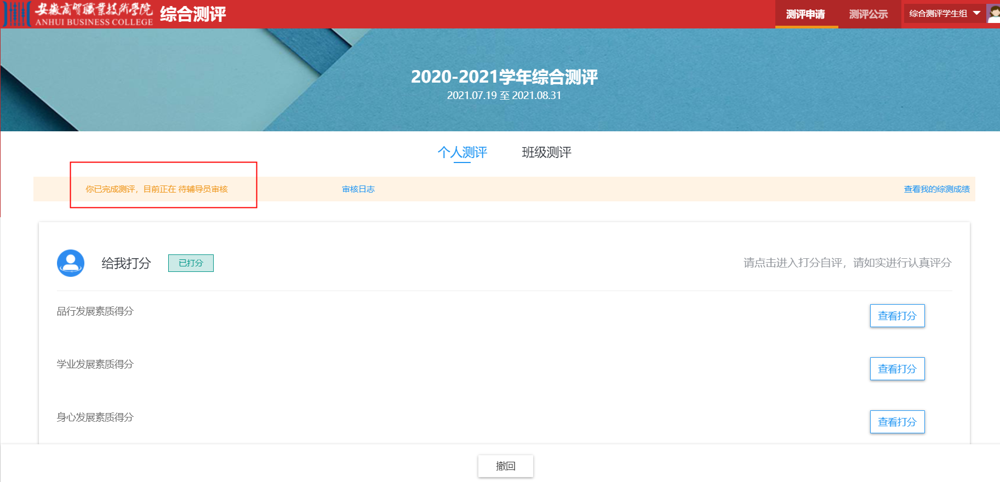 安徽商贸職業技術學院
ANHUI BUSINESS COLLEGE
综合测评
测评申请
测评公示
综合测评学生组
2020-2021学年综合测评
2021.07.19 至 2021.08.31
个人测评
班级测评
你已完成测评，目前正在 待辅导员审核
审核日志
查看我的综测成绩
给我打分
已打分
请点击进入打分自评，请如实进行认真评分
品行发展素质得分
查看打分
学业发展素质得分
查看打分
身心发展素质得分
查看打分
撤回